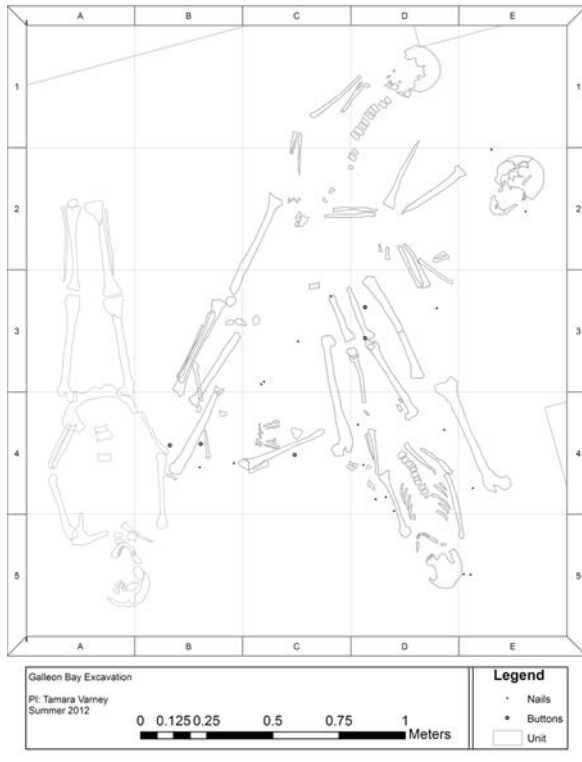 A B C D E
1 1
2 2
3 3
4 4
5 5
A B C D E
Galleon Bay Excavation
PI: Tamara Varney
Summer 2012
0 0.125 0.25 0.5 0.75 1
Meters
Legend
Nails
Buttons
Unit